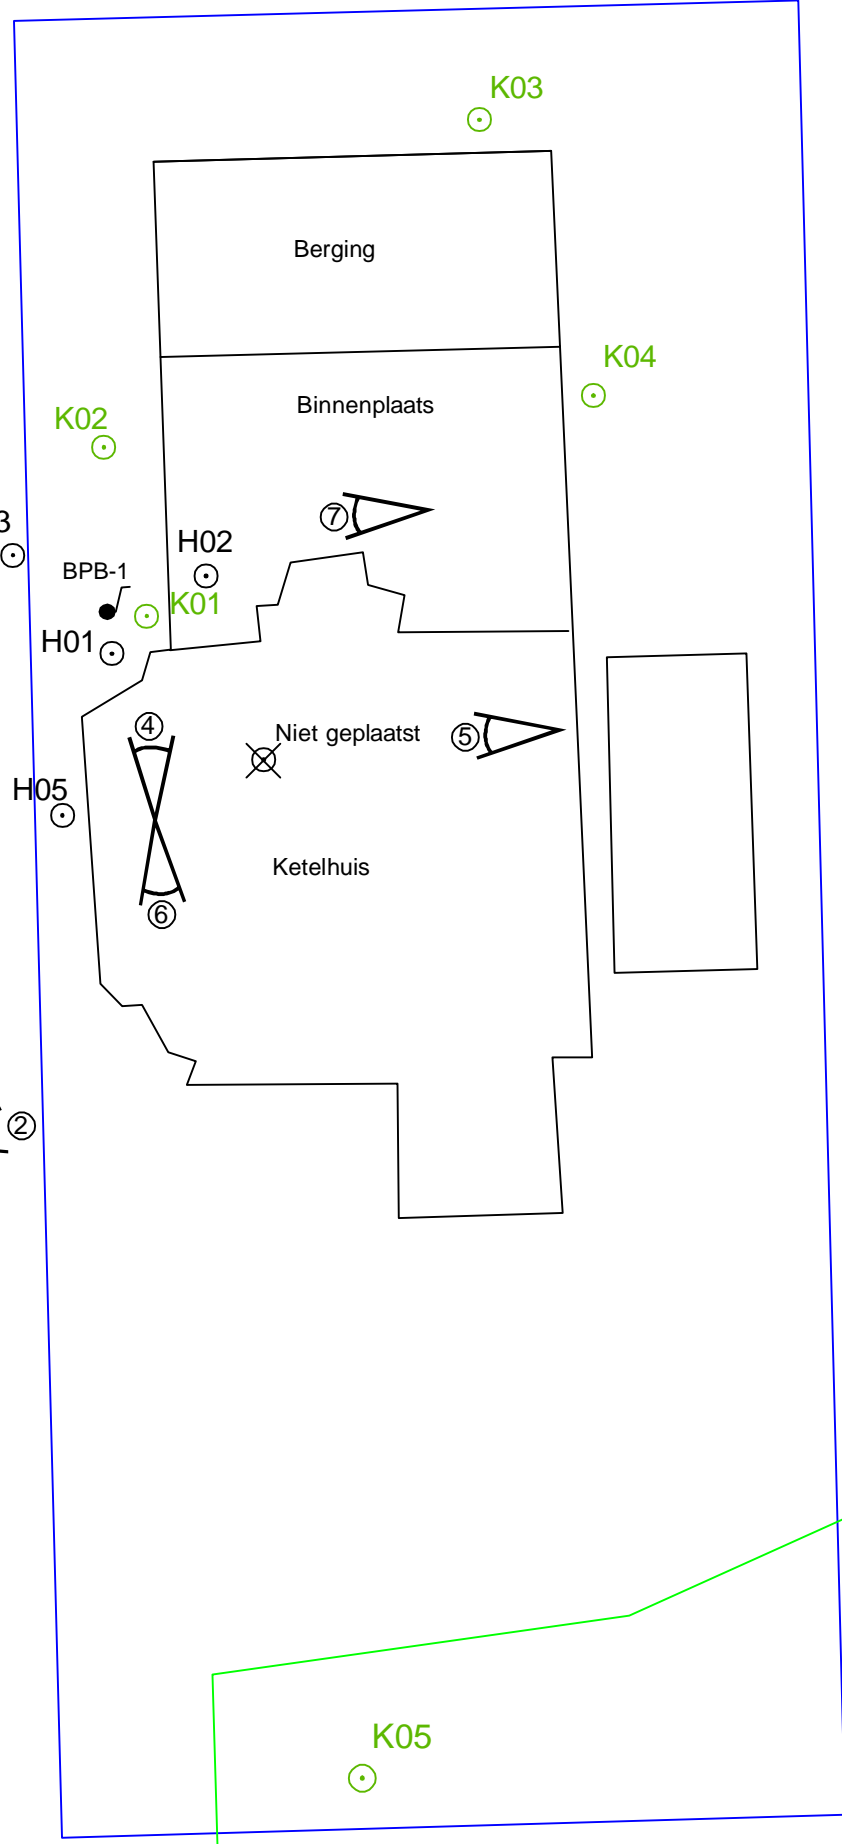 K03
Berging
K04
Binnenplaats
K02
7
3
H02
BPB-1
K01
H01
4
Niet geplaatst
5
H05
Ketelhuis
6
2
K05